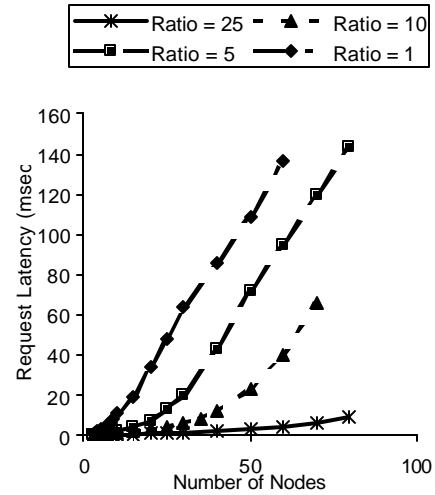 Ratio = 25 Ratio = 10
Ratio = 5 Ratio = 1
160
140
120
100
80
60
40
20
0
0 50 100
Request Latency (msec
Number of Nodes